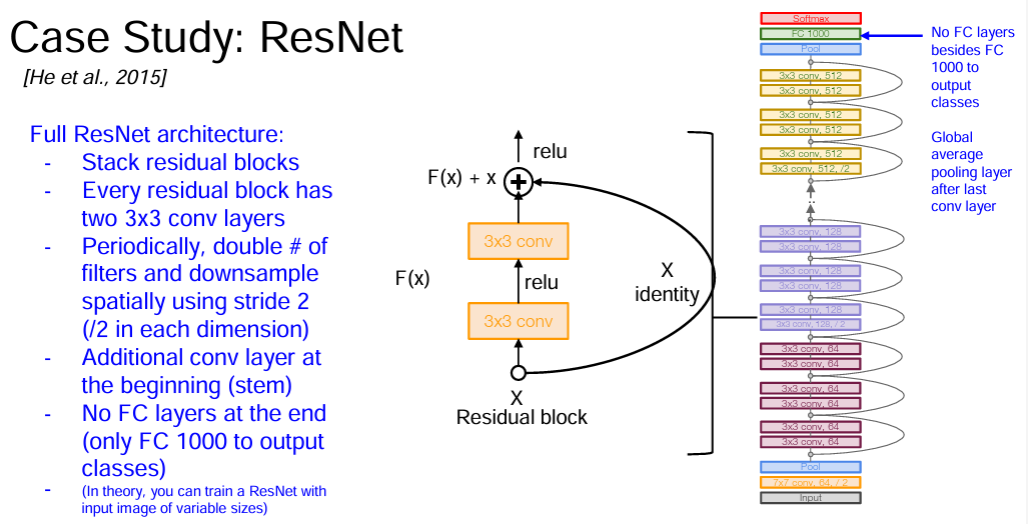 Case Study: ResNet
[He et al., 2015]
Full ResNet architecture:
- Stack residual blocks
- Every residual block has
two 3x3 conv layers
- Periodically, double # of
filters and downsample
spatially using stride 2
(/2 in each dimension)
- Additional conv layer at
the beginning (stem)
- No FC layers at the end
(only FC 1000 to output
classes)
- (In theory, you can train a ResNet with
input image of variable sizes)
relu
F(x) + x
3x3 conv
F(x)
relu
X
identity
3x3 conv
X
Residual block
Softmax
FC 1000
Pool
3x3 conv, 512
3x3 conv, 512
3x3 conv, 512
3x3 conv, 512
3x3 conv, 512
3x3 conv, 512, /2
...
3x3 conv, 128
3x3 conv, 128
3x3 conv, 128
3x3 conv, 128
3x3 conv, 128
3x3 conv, 128, / 2
3x3 conv, 64
3x3 conv, 64
3x3 conv, 64
3x3 conv, 64
3x3 conv, 64
3x3 conv, 64
Pool
7x7 conv, 64, / 2
Input
No FC layers
besides FC
1000 to
output
classes
Global
average
pooling layer
after last
conv layer